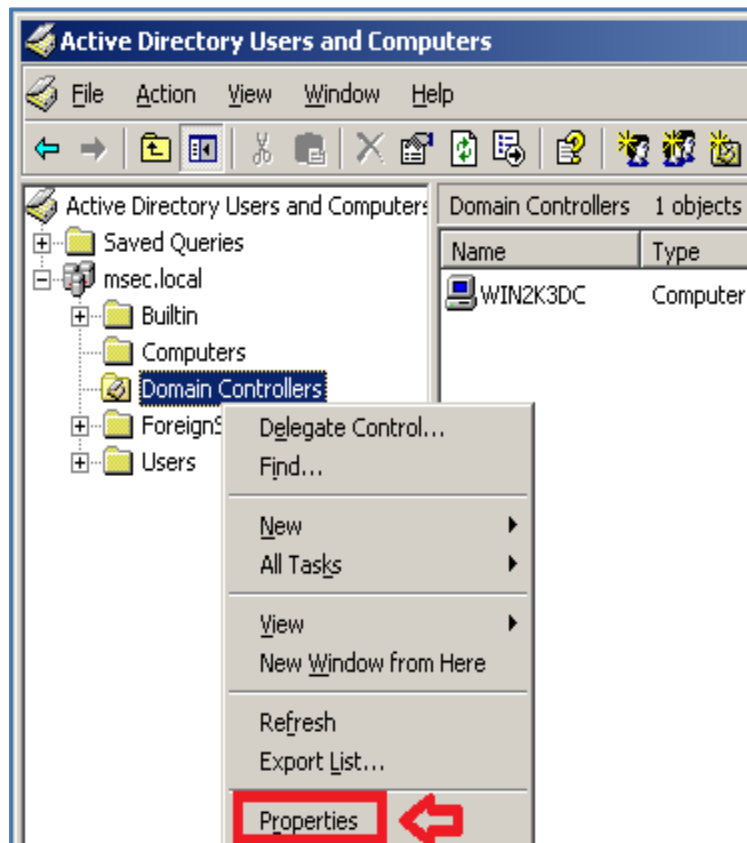 Active Directory Users and Computers
File Action View Window Help
Active Directory Users and Computers
Domain Controllers 1 objects
Saved Queries
Name Type
msec.local
WIN2K3DC Computer
Builtin
Computers
Domain Controllers
ForeignS
Users
Delegate Control...
Find...
New
All Tasks
View
New Window from Here
Refresh
Export List...
Properties